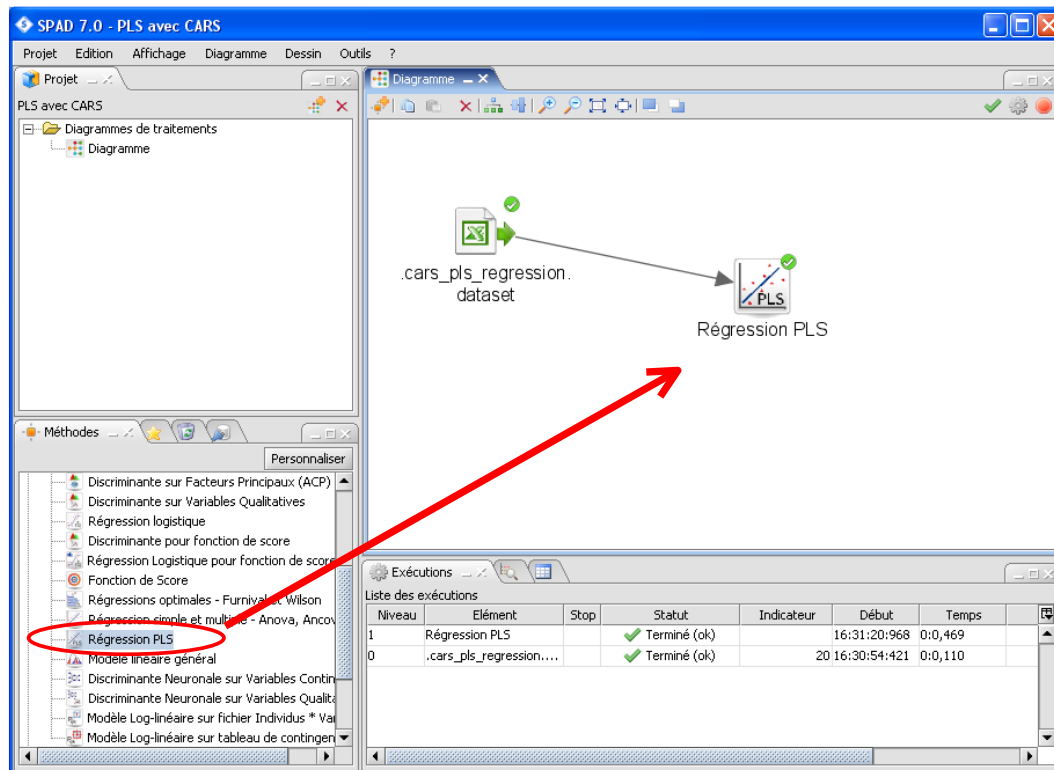 SPAD 7.0 - PLS avec CARS
Projet Edition Affichage Diagramme Dessin Outils ?
Projet
PLS avec CARS
Diagrammes de traitements
Diagramme
Diagramme
.cars_pls_regression.
dataset
PLS
Régression PLS
Méthodes
Personnaliser
Discriminante sur Facteurs Principaux (ACP)
Discriminante sur Variables Qualitatives
Régression logistique
Discriminante pour fonction de score
Régression Logistique pour fonction de score
Fonction de Score
Régressions optimales - Furnival et Wilson
Régression simple et multiple - Anova, Ancov
Régression PLS
Modèle linéaire général
Discriminante Neuronale sur Variables Contin
Discriminante Neuronale sur Variables Qualita
Modèle Log-linéaire sur fichier Individus * Var
Modèle Log-linéaire sur tableau de contingen
Exécutions
Liste des exécutions
Niveau Elément Stop Statut Indicateur Début Temps
1 Régression PLS Terminé (ok) 16:31:20:968 0:0,469
0 .cars_pls_regression.... Terminé (ok) 20 16:30:54:421 0:0,110